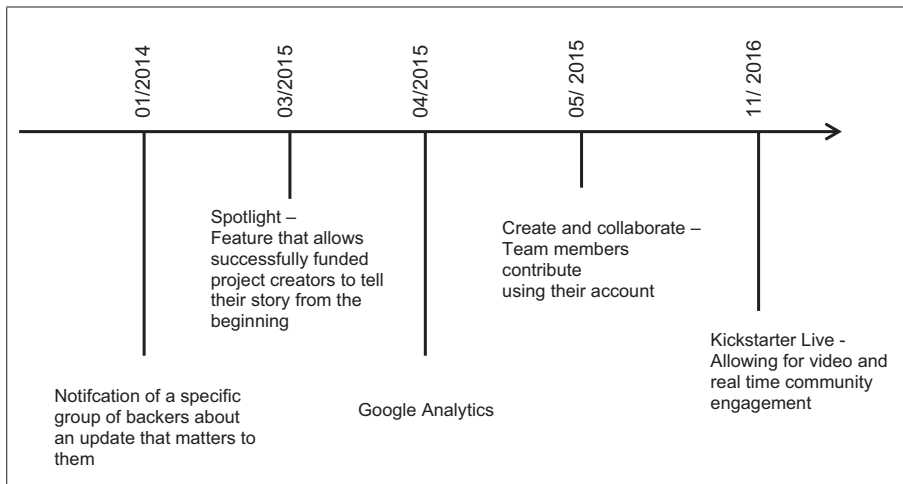 01/2014
03/2015
04/2015
05/ 2015
11/ 2016
Spotlight –
Feature that allows
successfully funded
project creators to tell
their story from the
beginning
Create and collaborate –
Team members
contribute
using their account
Kickstarter Live -
Allowing for video and
real time community
engagement
Notifcation of a specific
group of backers about
an update that matters to
them
Google Analytics